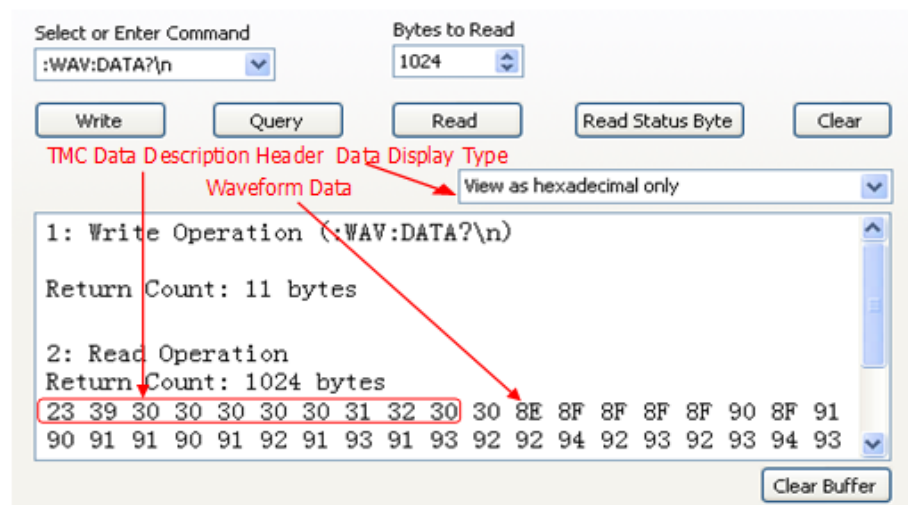 Select or Enter Command Bytes to Read
:WAV:DATA?\n 1024
Write Query Read Read Status Byte Clear
TMC Data Description Header Data Display Type
Waveform Data View as hexadecimal only
1: Write Operation (:WAV:DATA?\n)
Return Count: 11 bytes
2: Read Operation
Return Count: 1024 bytes
23 39 30 30 30 30 30 31 32 30 30 8E 8F 8F 8F 8F 90 8F 91
90 91 91 90 91 92 91 93 91 93 92 92 94 92 93 92 93 94 93
Clear Buffer